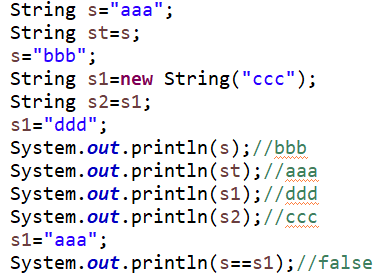 String s="aaa";
String st=s;
s="bbb";
String s1=new String("ccc");
String s2=s1;
s1="ddd";
System.out.println(s);//bbb
System.out.println(st);//aaa
System.out.println(s1);//ddd
System.out.println(s2);//ccc
s1="aaa";
System.out.println(s==s1);//false